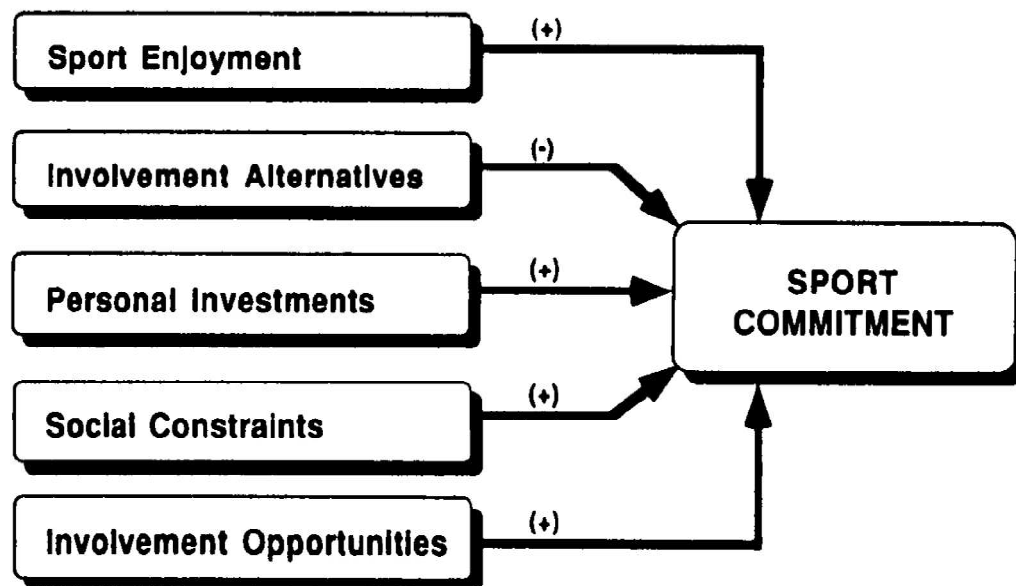 Sport Enjoyment
(+)
Involvement Alternatives
(-)
Personal Investments
(+)
SPORT
COMMITMENT
Social Constraints
(+)
Involvement Opportunities
(+)